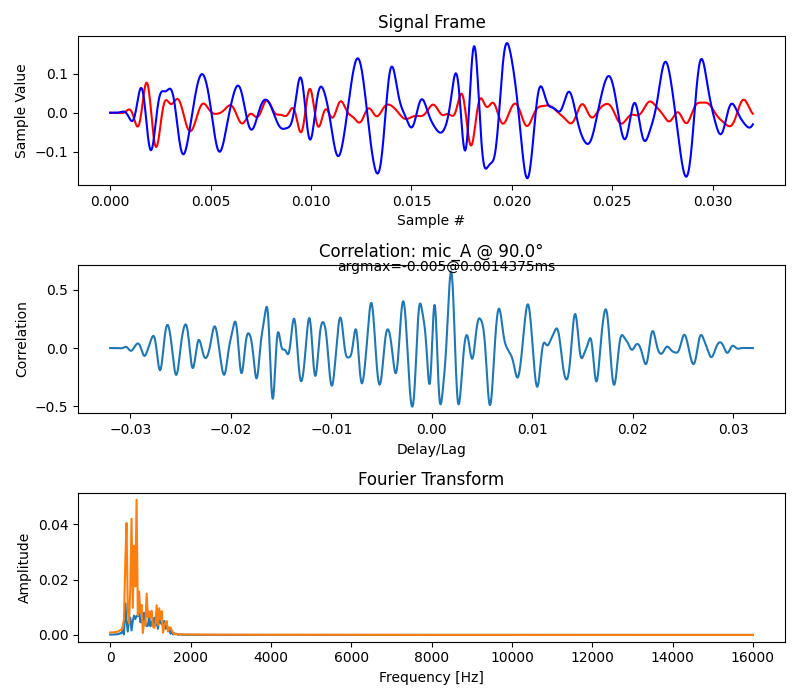 Signal Frame
Sample Value
0.1
0.0
−0.1
0.000 0.005 0.010 0.015 0.020 0.025 0.030
Sample #
Correlation: mic_A @ 90.0°
argmax=-0.005@0.0014375ms
Correlation
0.5
0.0
−0.5
−0.03 −0.02 −0.01 0.00 0.01 0.02 0.03
Delay/Lag
Fourier Transform
Amplitude
0.04
0.02
0.00
0 2000 4000 6000 8000 10000 12000 14000 16000
Frequency [Hz]